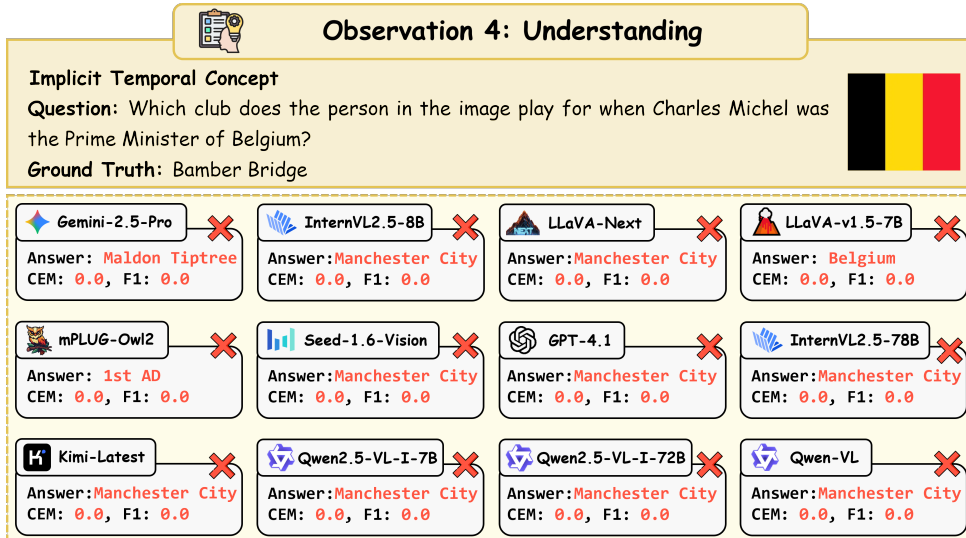 Observation 4: Understanding
Implicit Temporal Concept
Question: Which club does the person in the image play for when Charles Michel was
the Prime Minister of Belgium?
Ground Truth: Bamber Bridge
Gemini-2.5-Pro
Answer: Maldon Tiptree
CEM: 0.0, F1: 0.0
InternVL2.5-8B
Answer:Manchester City
CEM: 0.0, F1: 0.0
NEXT
LLaVA-Next
Answer:Manchester City
CEM: 0.0, F1: 0.0
LLaVA-v1.5-7B
Answer: Belgium
CEM: 0.0, F1: 0.0
mPLUG-Owl2
Answer: 1st AD
CEM: 0.0, F1: 0.0
Seed-1.6-Vision
Answer:Manchester City
CEM: 0.0, F1: 0.0
GPT-4.1
Answer:Manchester City
CEM: 0.0, F1: 0.0
InternVL2.5-78B
Answer:Manchester City
CEM: 0.0, F1: 0.0
K
Kimi-Latest
Answer:Manchester City
CEM: 0.0, F1: 0.0
Qwen2.5-VL-I-7B
Answer:Manchester City
CEM: 0.0, F1: 0.0
Qwen2.5-VL-I-72B
Answer:Manchester City
CEM: 0.0, F1: 0.0
Qwen-VL
Answer:Manchester City
CEM: 0.0, F1: 0.0